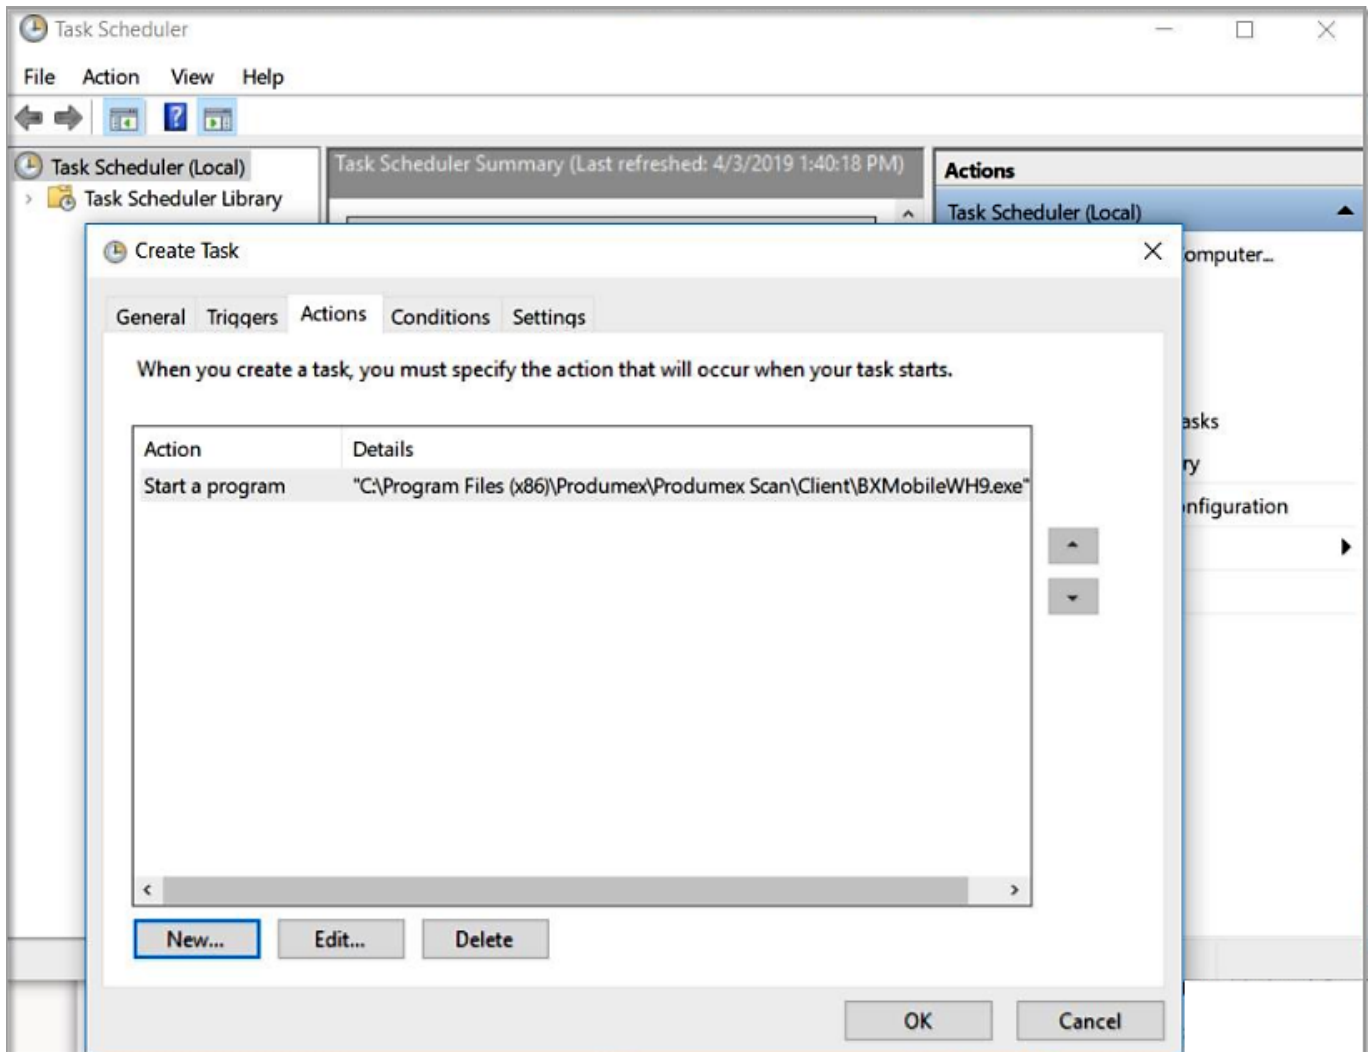 Task Scheduler
File Action View Help
Task Scheduler (Local)
Task Scheduler Library
Task Scheduler Summary (Last refreshed: 4/3/2019 1:40:18 PM)
Actions
Task Scheduler (Local)
omputer...
asks
ry
nfiguration
Create Task
General Triggers Actions Conditions Settings
When you create a task, you must specify the action that will occur when your task starts.
Action Details
Start a program "C:\Program Files (x86)\Produmex\Produmex Scan\Client\BXMobileWH9.exe"
New... Edit... Delete
OK Cancel